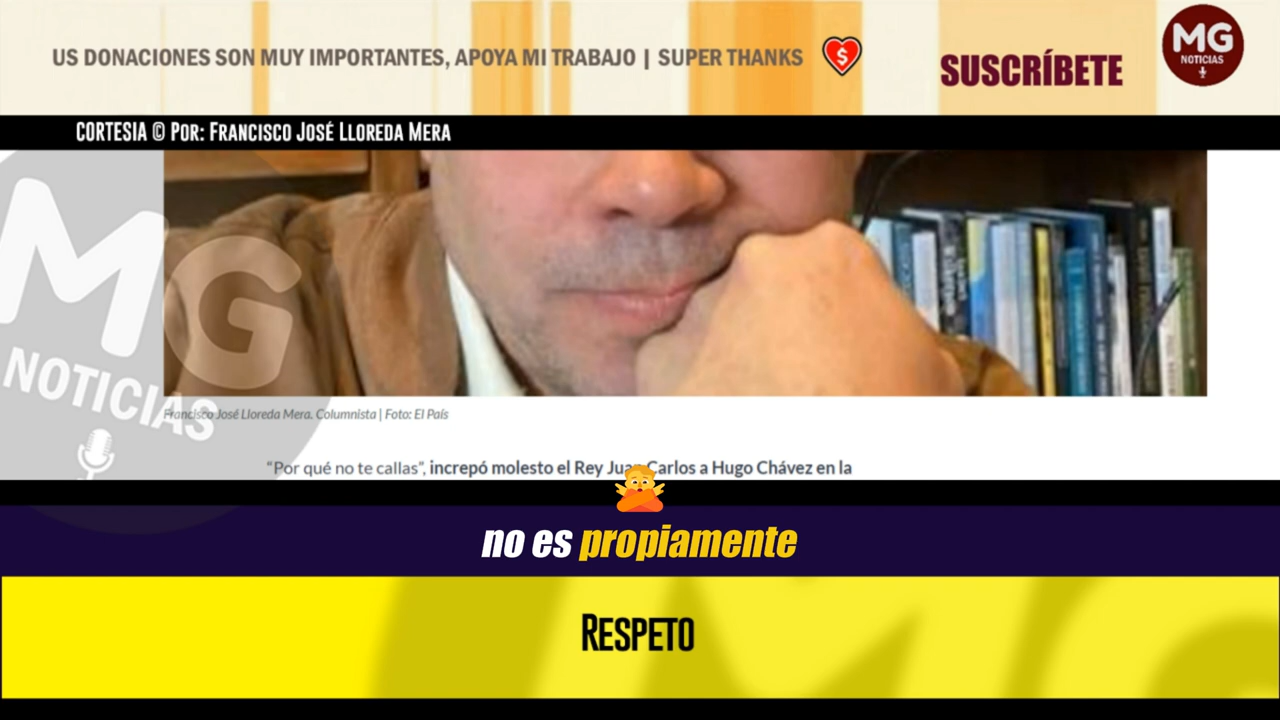 US DONACIONES SON MUY IMPORTANTES, APOYA MI TRABAJO | SUPER THANKS
SUSCRÍBETE
MG
NOTICIAS
CORTESIA © POR: FRANCISCO JOSÉ LLOREDA MERA
MG
NOTICIAS
Francisco José Lloreda Mera. Columnista | Foto: El País
“Por qué no te callas”, increpó molesto el Rey Juan Carlos a Hugo Chávez en la
no es propiamente
RESPETO